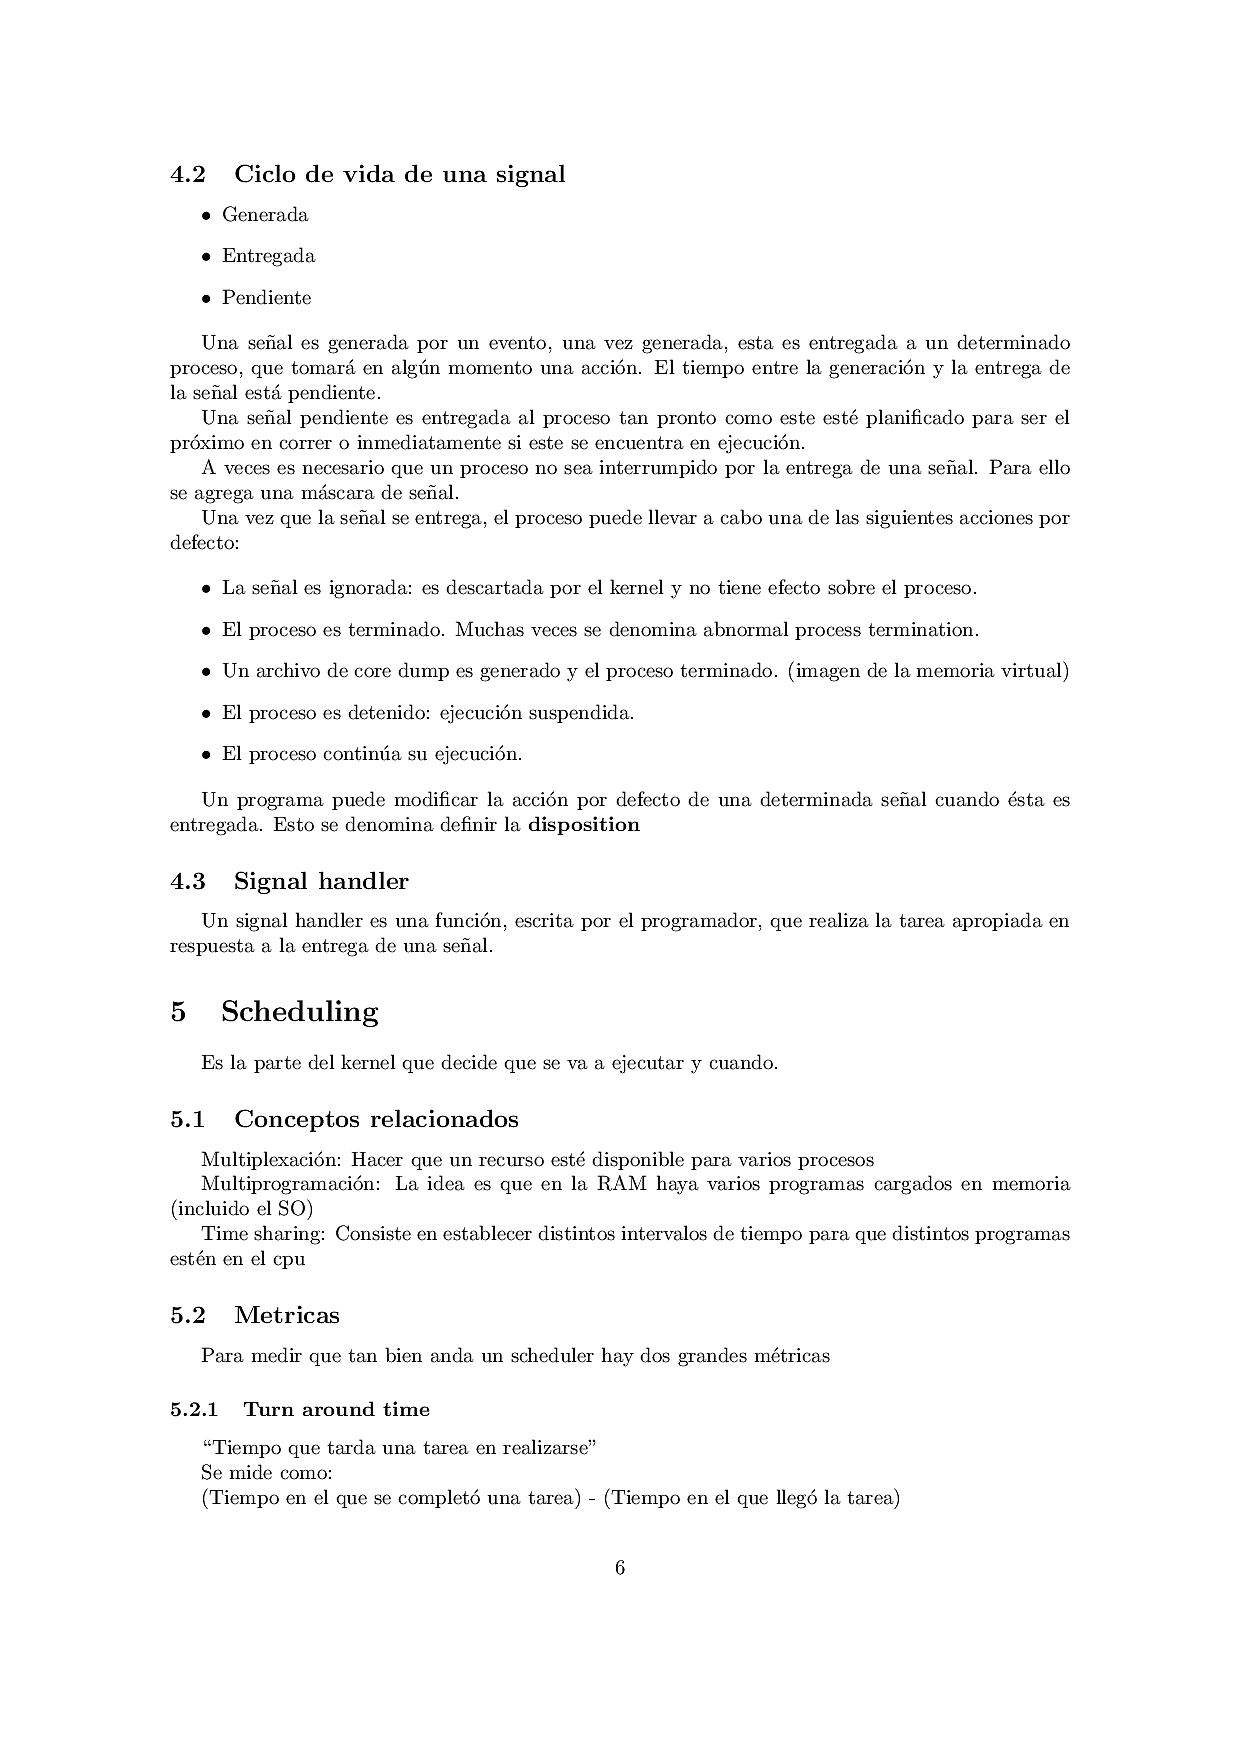 4.2 Ciclo de vida de una signal
• Generada
• Entregada
• Pendiente
Una señal es generada por un evento, una vez generada, esta es entregada a un determinado
proceso, que tomará en algún momento una acción. El tiempo entre la generación y la entrega de
la señal está pendiente.
Una señal pendiente es entregada al proceso tan pronto como este esté planificado para ser el
próximo en correr o inmediatamente si este se encuentra en ejecución.
A veces es necesario que un proceso no sea interrumpido por la entrega de una señal. Para ello
se agrega una máscara de señal.
Una vez que la señal se entrega, el proceso puede llevar a cabo una de las siguientes acciones por
defecto:
• La señal es ignorada: es descartada por el kernel y no tiene efecto sobre el proceso.
• El proceso es terminado. Muchas veces se denomina abnormal process termination.
• Un archivo de core dump es generado y el proceso terminado. (imagen de la memoria virtual)
• El proceso es detenido: ejecución suspendida.
• El proceso continúa su ejecución.
Un programa puede modificar la acción por defecto de una determinada señal cuando ésta es
entregada. Esto se denomina definir la disposition
4.3 Signal handler
Un signal handler es una función, escrita por el programador, que realiza la tarea apropiada en
respuesta a la entrega de una señal.
5 Scheduling
Es la parte del kernel que decide que se va a ejecutar y cuando.
5.1 Conceptos relacionados
Multiplexación: Hacer que un recurso esté disponible para varios procesos
Multiprogramación: La idea es que en la RAM haya varios programas cargados en memoria
(incluido el SO)
Time sharing: Consiste en establecer distintos intervalos de tiempo para que distintos programas
estén en el cpu
5.2 Metricas
Para medir que tan bien anda un scheduler hay dos grandes métricas
5.2.1 Turn around time
“Tiempo que tarda una tarea en realizarse”
Se mide como:
(Tiempo en el que se completó una tarea) - (Tiempo en el que llegó la tarea)
6